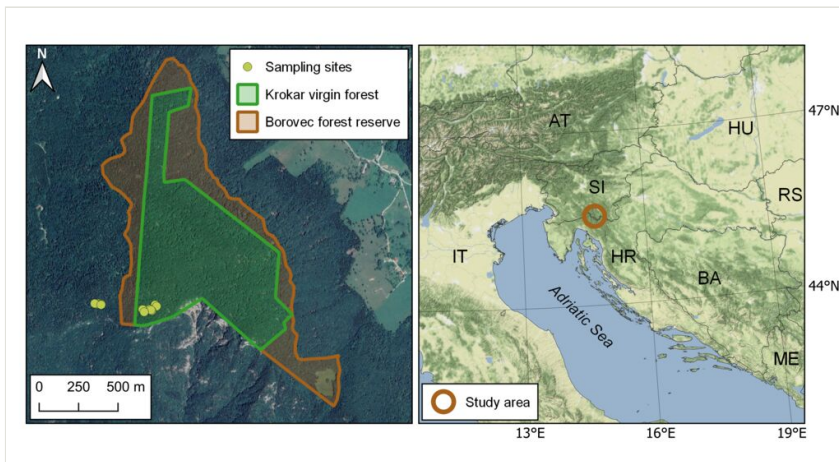 N
Sampling sites
Krokar virgin forest
Borovec forest reserve
0 250 500 m
AT
HU
47°N
SI
RS
IT
HR
BA
44°N
Adriatic Sea
ME
Study area
13°E 16°E 19°E